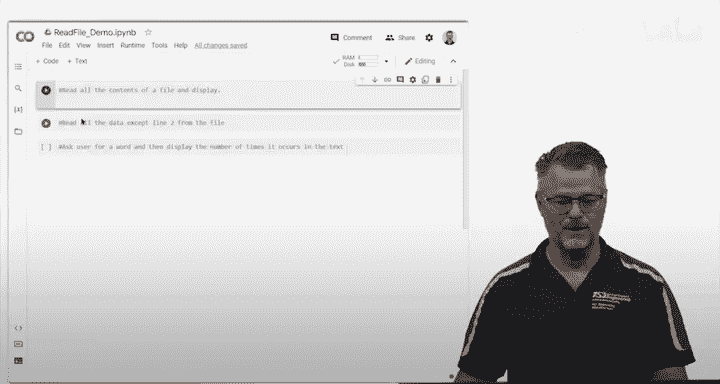 ReadFile_Demo.ipynb
File Edit View Insert Runtime Tools Help All changes saved
Comment Share
+ Code + Text
RAM
Disk
Editing
#Read all the contents of a file and display.
#Read all the data except line 2 from the file
[ ] #Ask user for a word and then display the number of times it occurs in the text
{x}
ASU